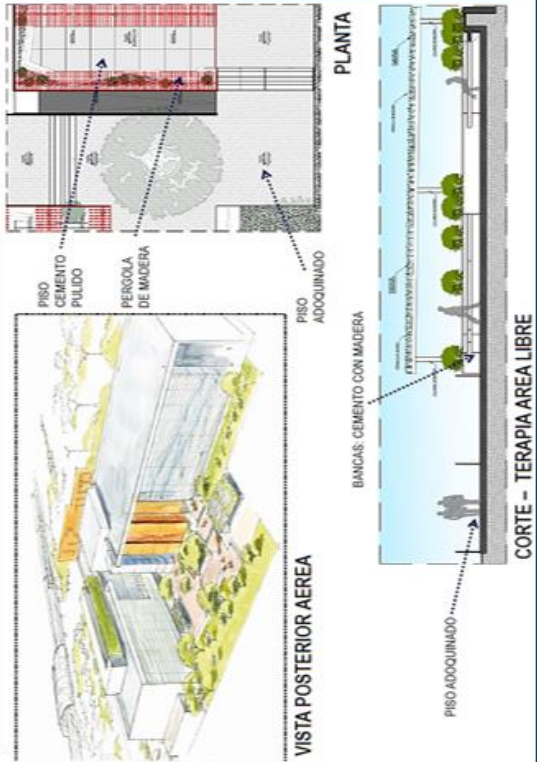 PISO
CEMENTO
PULIDO
PERGOLA
DE MADERA
PISO
ADOQUINADO
PLANTA
VISTA POSTERIOR AEREA
BANCAS: CEMENTO CON MADERA
PISO ADOQUINADO
CORTE – TERAPIA AREA LIBRE